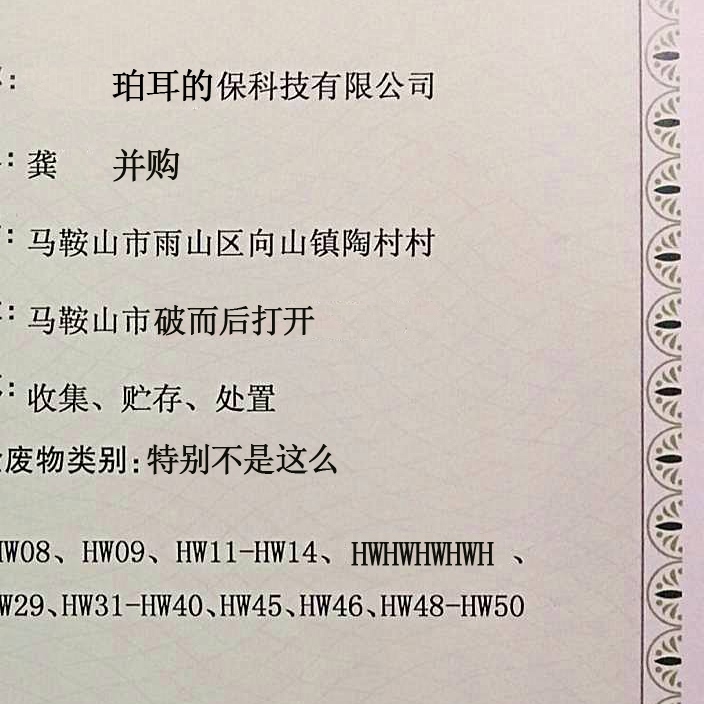 ：珀耳的保科技有限公司
：龚 并购
：马鞍山市雨山区向山镇陶村村
：马鞍山市破而后打开
：收集、贮存、处置
废物类别：特别不是这么
HW08、HW09、HW11-HW14、HWHWHWHWH、
W29、HW31-HW40、HW45、HW46、HW48-HW50